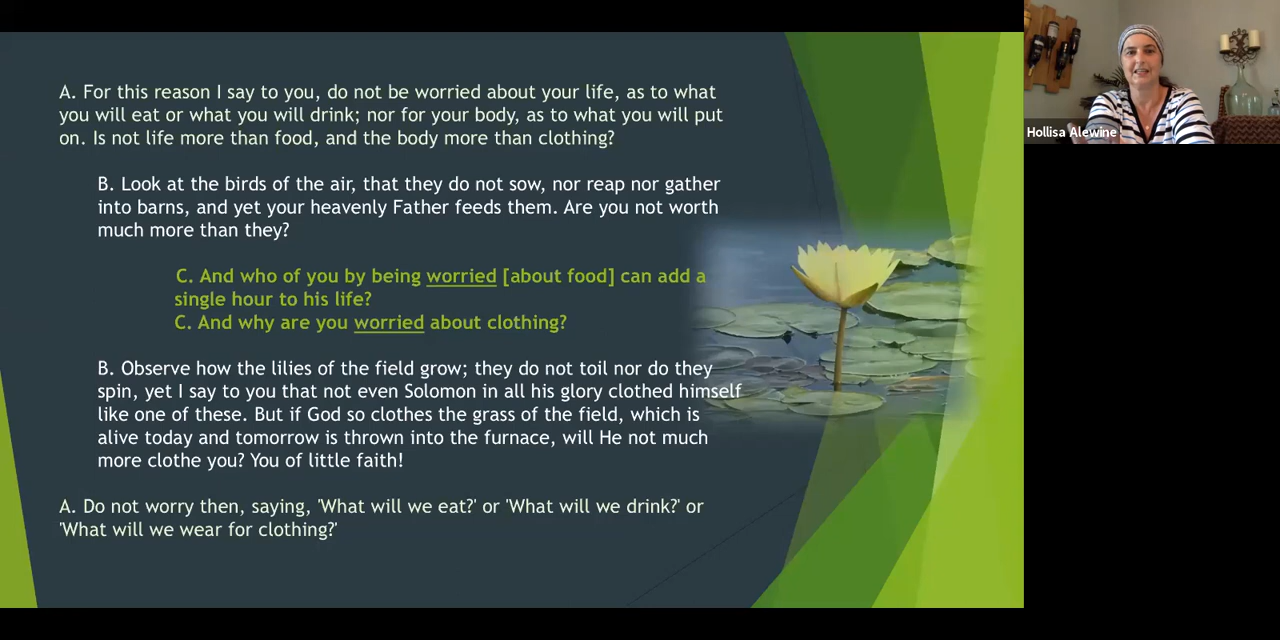 A. For this reason I say to you, do not be worried about your life, as to what
you will eat or what you will drink; nor for your body, as to what you will put
on. Is not life more than food, and the body more than clothing?
B. Look at the birds of the air, that they do not sow, nor reap nor gather
into barns, and yet your heavenly Father feeds them. Are you not worth
much more than they?
C. And who of you by being worried [about food] can add a
single hour to his life?
C. And why are you worried about clothing?
B. Observe how the lilies of the field grow; they do not toil nor do they
spin, yet I say to you that not even Solomon in all his glory clothed himself
like one of these. But if God so clothes the grass of the field, which is
alive today and tomorrow is thrown into the furnace, will He not much
more clothe you? You of little faith!
A. Do not worry then, saying, 'What will we eat?' or 'What will we drink?' or
'What will we wear for clothing?'
Hollisa Alewine